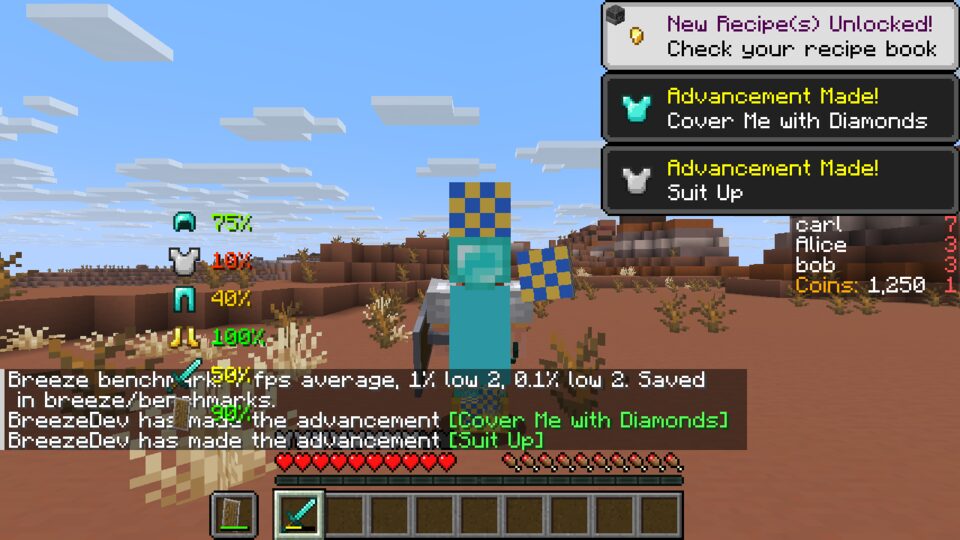 New Recipe(s) Unlocked!
Check your recipe book
Advancement Made!
Cover Me with Diamonds
Advancement Made!
Suit Up
carl 7
Alice 3
bob 3
Coins: 1,250 1
75%
10%
40%
100%
50%
90%
Breeze benchmark: fps average, 1% low 2, 0.1% low 2. Saved
in breeze/benchmarks.
BreezeDev has made the advancement [Cover Me with Diamonds]
BreezeDev has made the advancement [Suit Up]